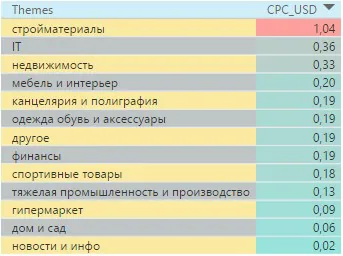 Themes CPC_USD
стройматериалы 1,04
IT 0,36
недвижимость 0,33
мебель и интерьер 0,20
канцелярия и полиграфия 0,19
одежда обувь и аксессуары 0,19
другое 0,19
финансы 0,19
спортивные товары 0,18
тяжелая промышленность и производство 0,13
гипермаркет 0,09
дом и сад 0,06
новости и инфо 0,02